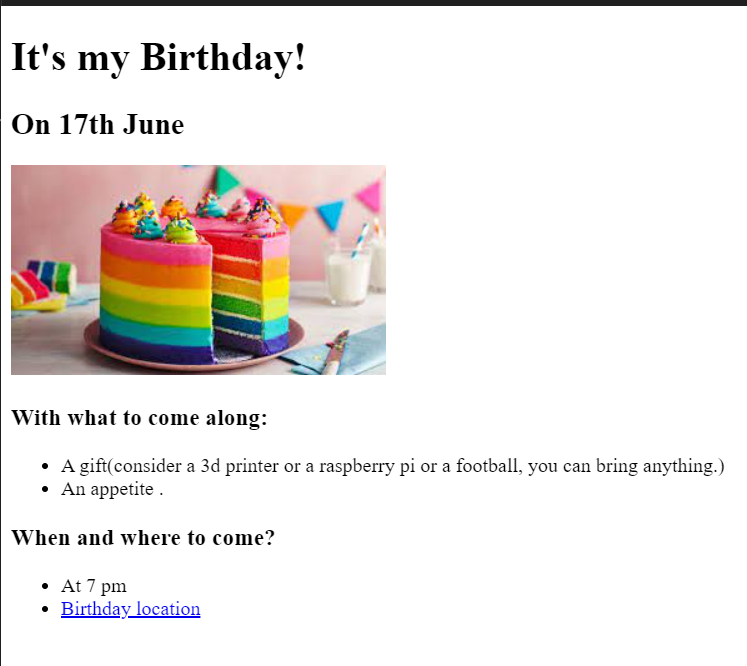 It's my Birthday!
On 17th June
With what to come along:
A gift(consider a 3d printer or a raspberry pi or a football, you can bring anything.)
An appetite .
When and where to come?
At 7 pm
Birthday location